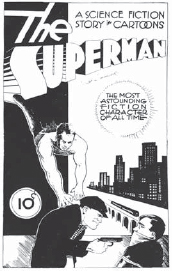 The
A SCIENCE FICTION
STORY in CARTOONS
SUPERMAN
THE MOST
ASTOUNDING
FICTION
CHARACTER
OF ALL TIME
10¢